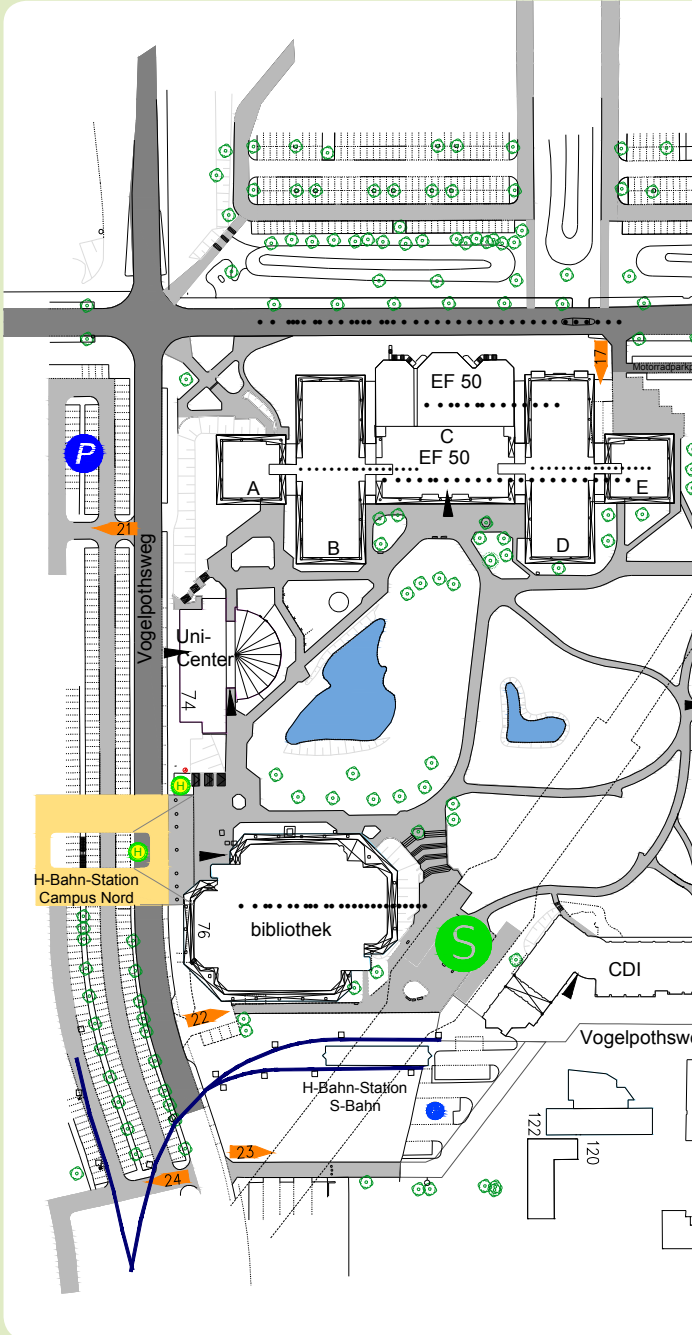 EF 50
17
Motorradparkp
C
EF 50
P
A
E
B
D
21
Vogelpothsweg
Uni-
Center
74
H
H
H-Bahn-Station
Campus Nord
76
bibliothek
S
CDI
22
Vogelpothswe
H-Bahn-Station
S-Bahn
122
120
23
24